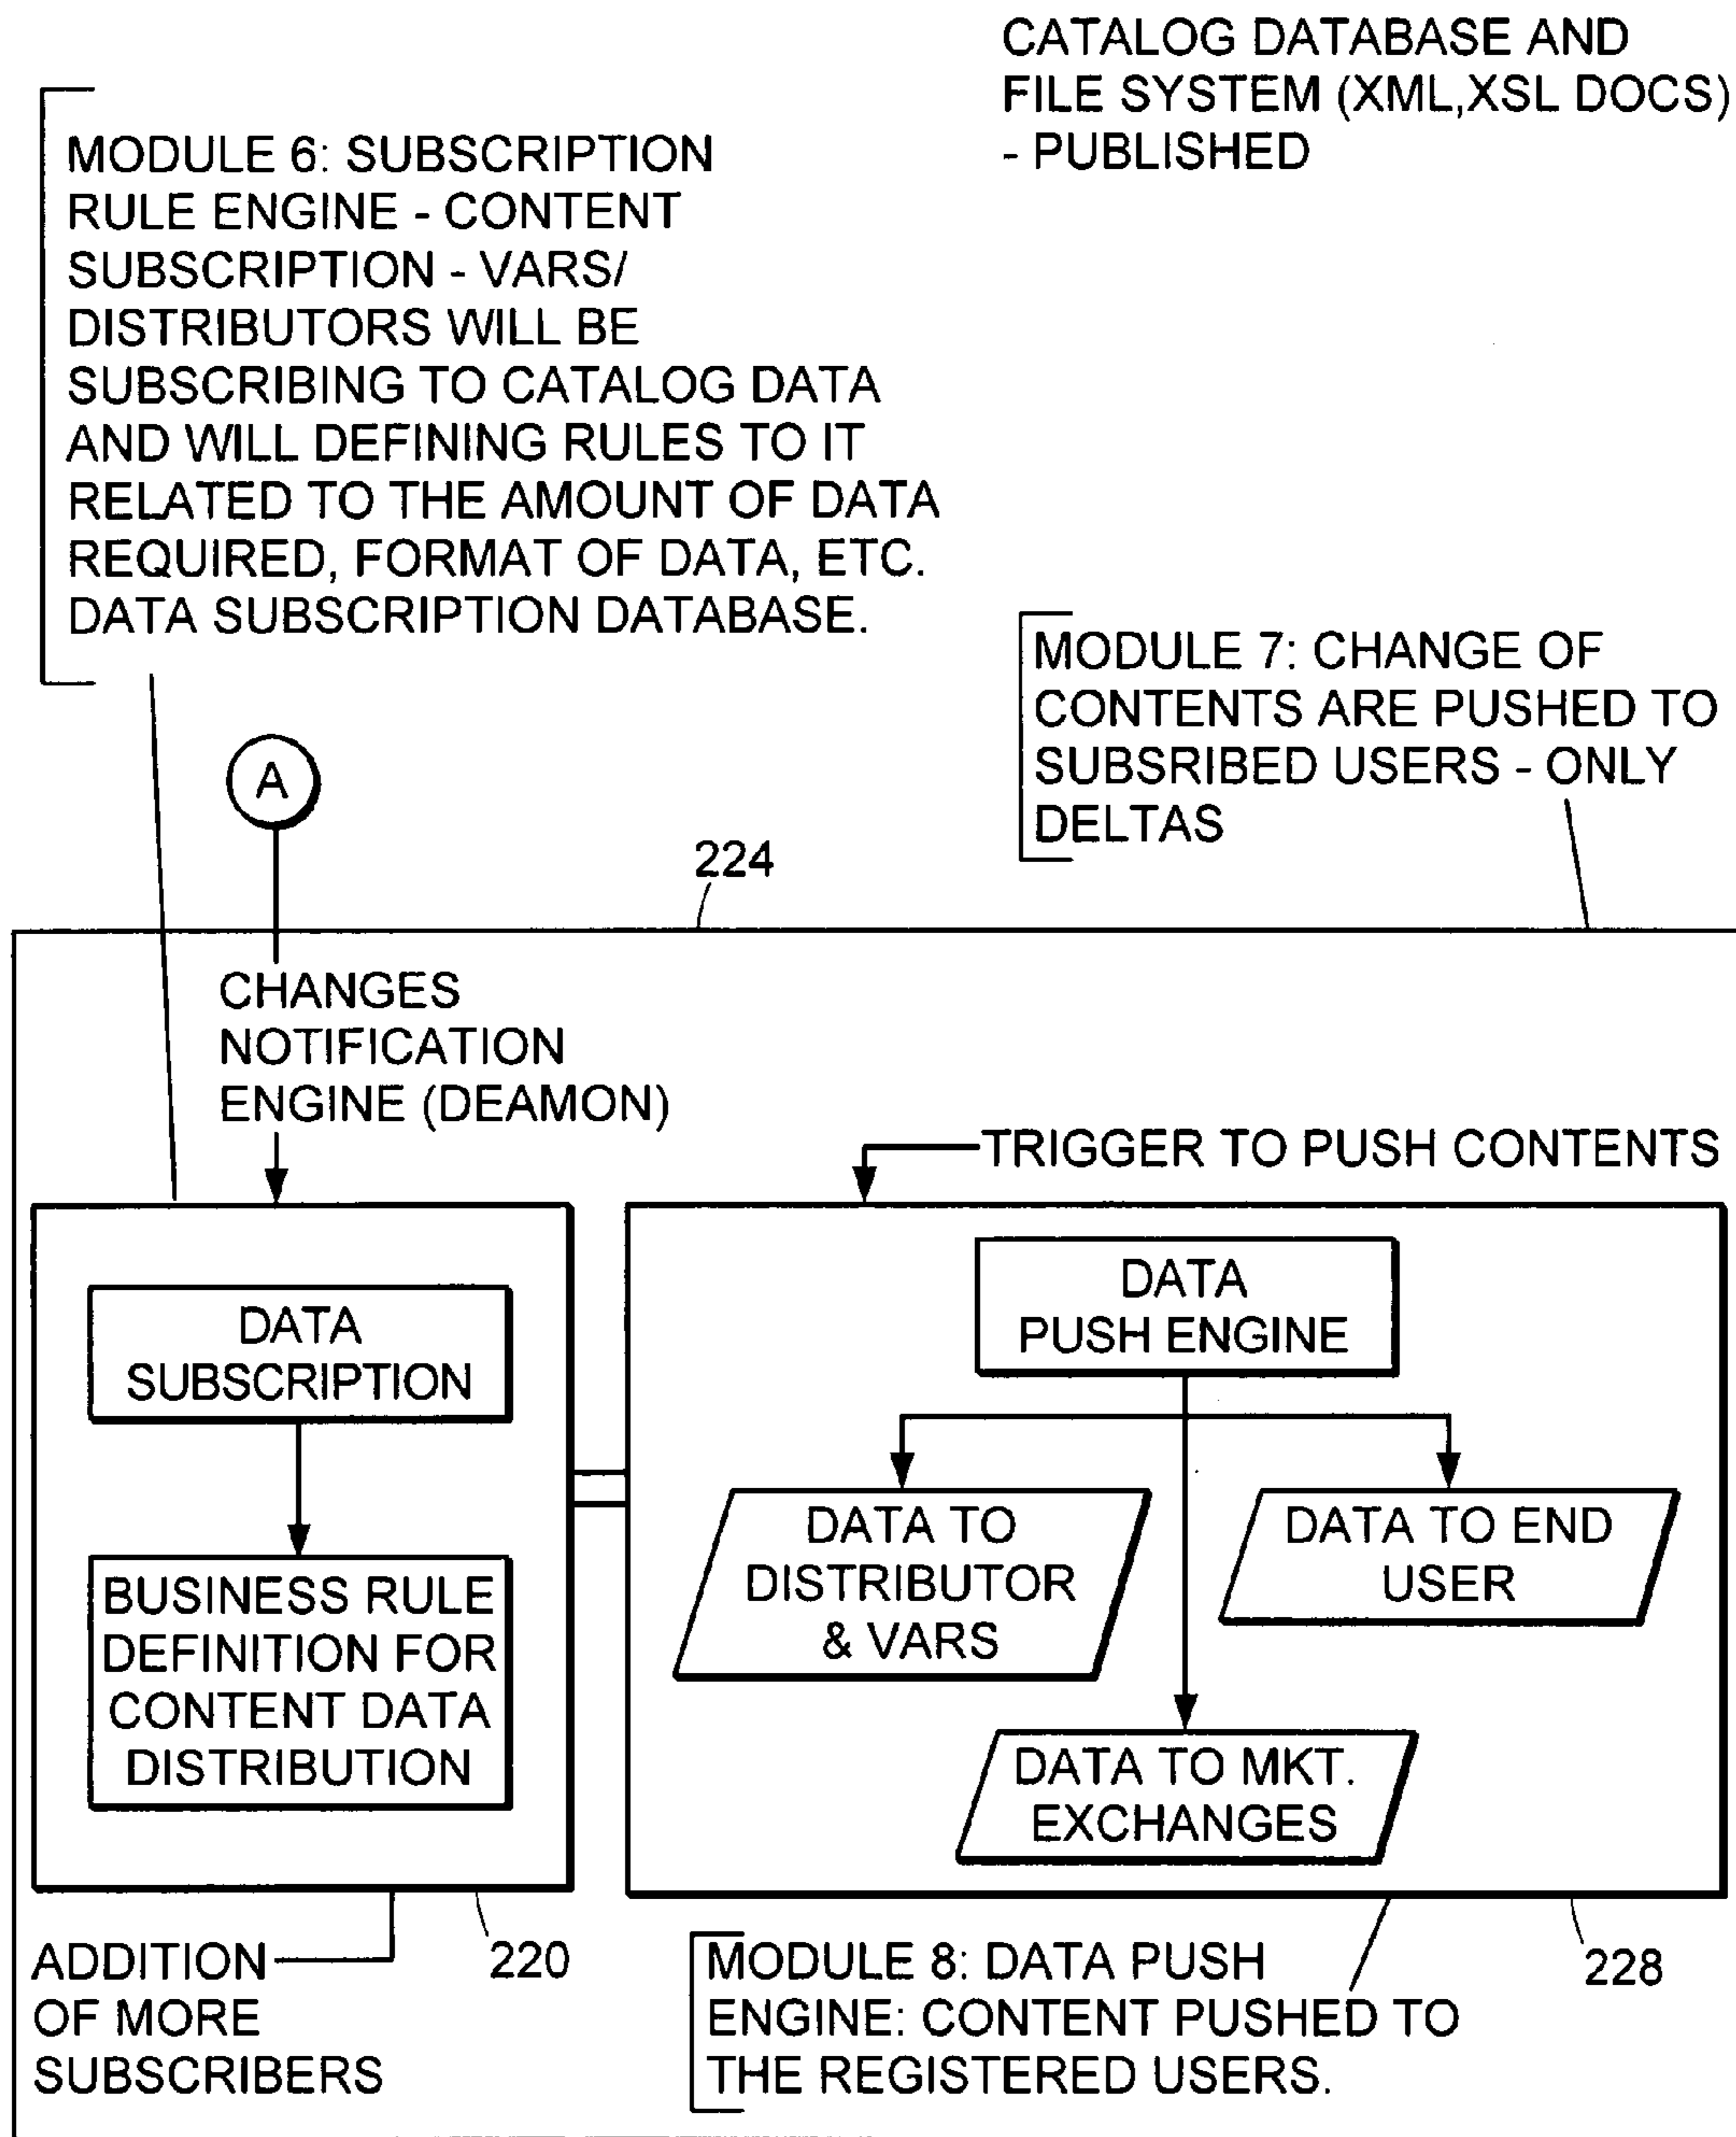 CATALOG DATABASE AND
FILE SYSTEM (XML,XSL DOCS)
- PUBLISHED
MODULE 6: SUBSCRIPTION
RULE ENGINE - CONTENT
SUBSCRIPTION - VARS/
DISTRIBUTORS WILL BE
SUBSCRIBING TO CATALOG DATA
AND WILL DEFINING RULES TO IT
RELATED TO THE AMOUNT OF DATA
REQUIRED, FORMAT OF DATA, ETC.
DATA SUBSCRIPTION DATABASE.
MODULE 7: CHANGE OF
CONTENTS ARE PUSHED TO
SUBSRIBED USERS - ONLY
DELTAS
A
224
CHANGES
NOTIFICATION
ENGINE (DEAMON)
TRIGGER TO PUSH CONTENTS
DATA
SUBSCRIPTION
BUSINESS RULE
DEFINITION FOR
CONTENT DATA
DISTRIBUTION
DATA
PUSH ENGINE
DATA TO
DISTRIBUTOR
& VARS
DATA TO END
USER
DATA TO MKT.
EXCHANGES
ADDITION
OF MORE
SUBSCRIBERS
220
MODULE 8: DATA PUSH
ENGINE: CONTENT PUSHED TO
THE REGISTERED USERS.
228